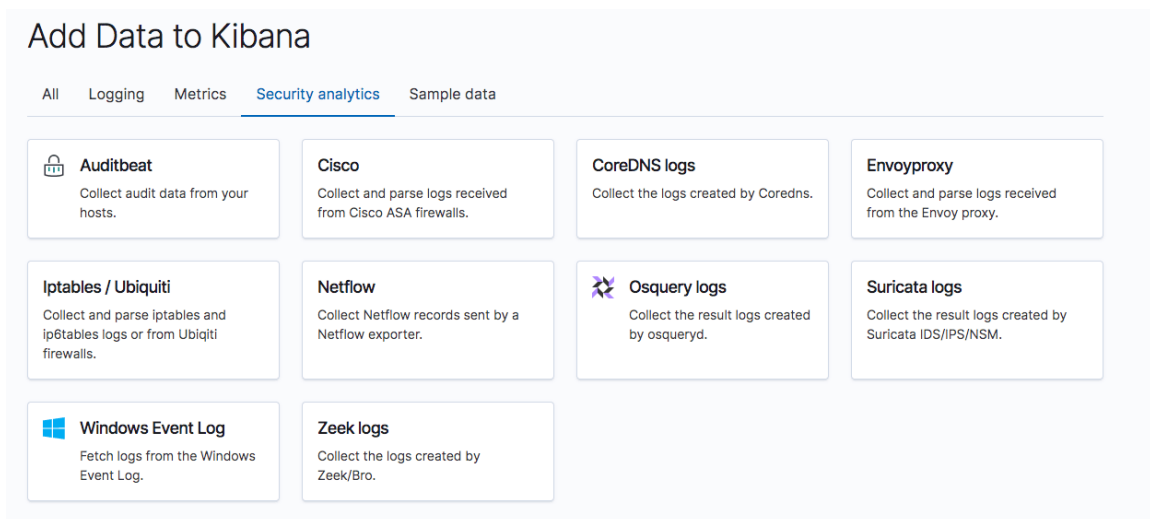 Add Data to Kibana
All Logging Metrics Security analytics Sample data
Auditbeat
Collect audit data from your
hosts.
Cisco
Collect and parse logs received
from Cisco ASA firewalls.
CoreDNS logs
Collect the logs created by Coredns.
Envoyproxy
Collect and parse logs received
from the Envoy proxy.
Iptables / Ubiquiti
Collect and parse iptables and
ip6tables logs or from Ubiqiti
firewalls.
Netflow
Collect Netflow records sent by a
Netflow exporter.
Osquery logs
Collect the result logs created
by osqueryd.
Suricata logs
Collect the result logs created by
Suricata IDS/IPS/NSM.
Windows Event Log
Fetch logs from the Windows
Event Log.
Zeek logs
Collect the logs created by
Zeek/Bro.